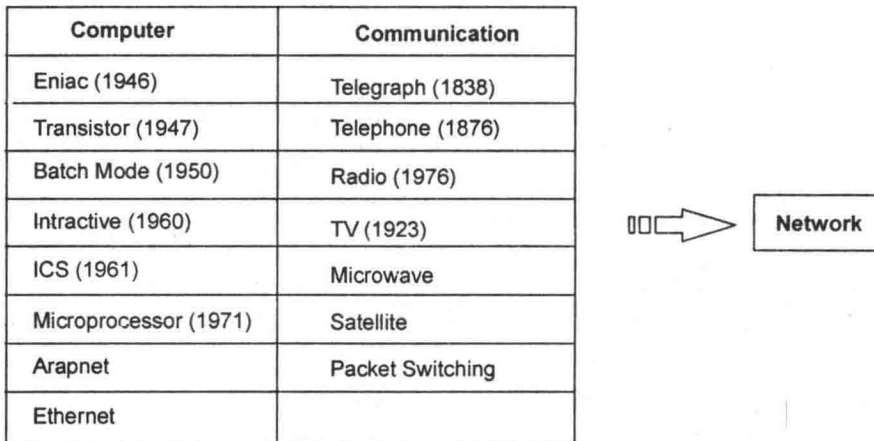 Computer Communication
Eniac (1946) Telegraph (1838)
Transistor (1947) Telephone (1876)
Batch Mode (1950) Radio (1976)
Intractive (1960) TV (1923)
ICS (1961) Microwave
Microprocessor (1971) Satellite
Arapnet Packet Switching
Ethernet
Network